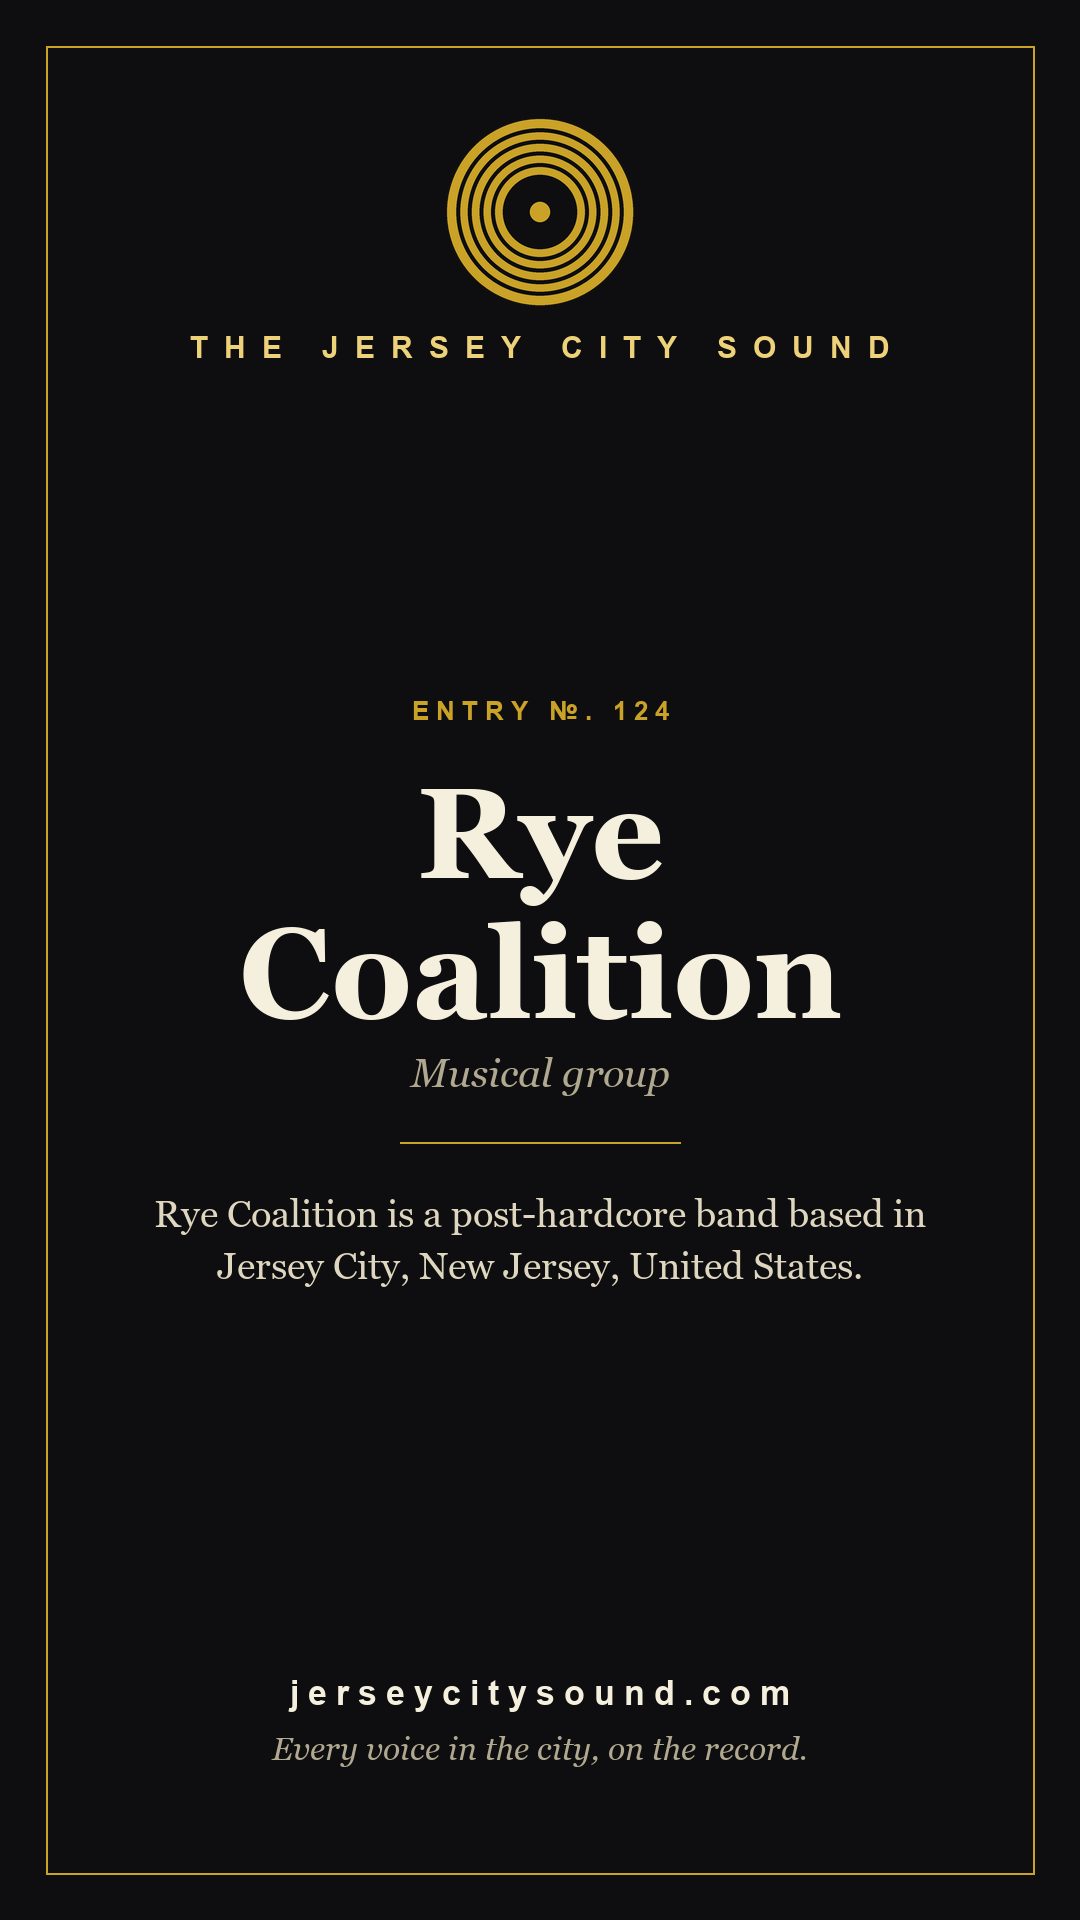 THE JERSEY CITY SOUND
ENTRY №. 124
Rye
Coalition
Musical group
Rye Coalition is a post-hardcore band based in
Jersey City, New Jersey, United States.
jerseycitysound.com
Every voice in the city, on the record.